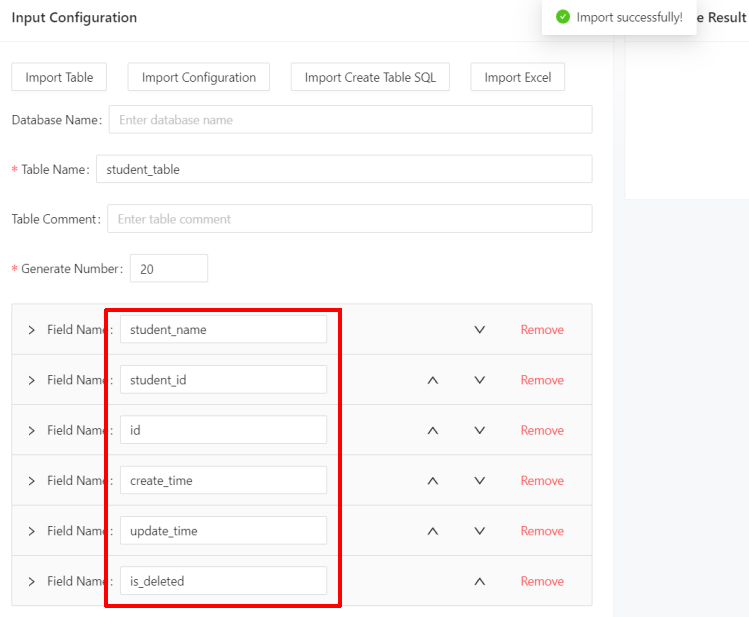 Input Configuration
Import successfully!
e Result
Import Table Import Configuration Import Create Table SQL Import Excel
Database Name: Enter database name
* Table Name: student_table
Table Comment: Enter table comment
* Generate Number: 20
> Field Name: student_name Remove
> Field Name: student_id Remove
> Field Name: id Remove
> Field Name: create_time Remove
> Field Name: update_time Remove
> Field Name: is_deleted Remove